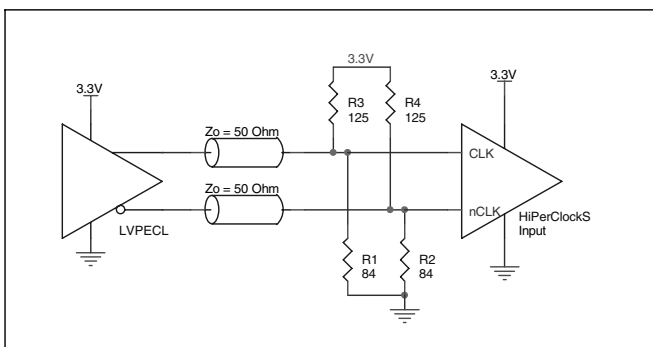 3.3V
3.3V
3.3V
R3
125
R4
125
Zo = 50 Ohm
CLK
Zo = 50 Ohm
nCLK
HiPerClockS
Input
LVPECL
R1
84
R2
84